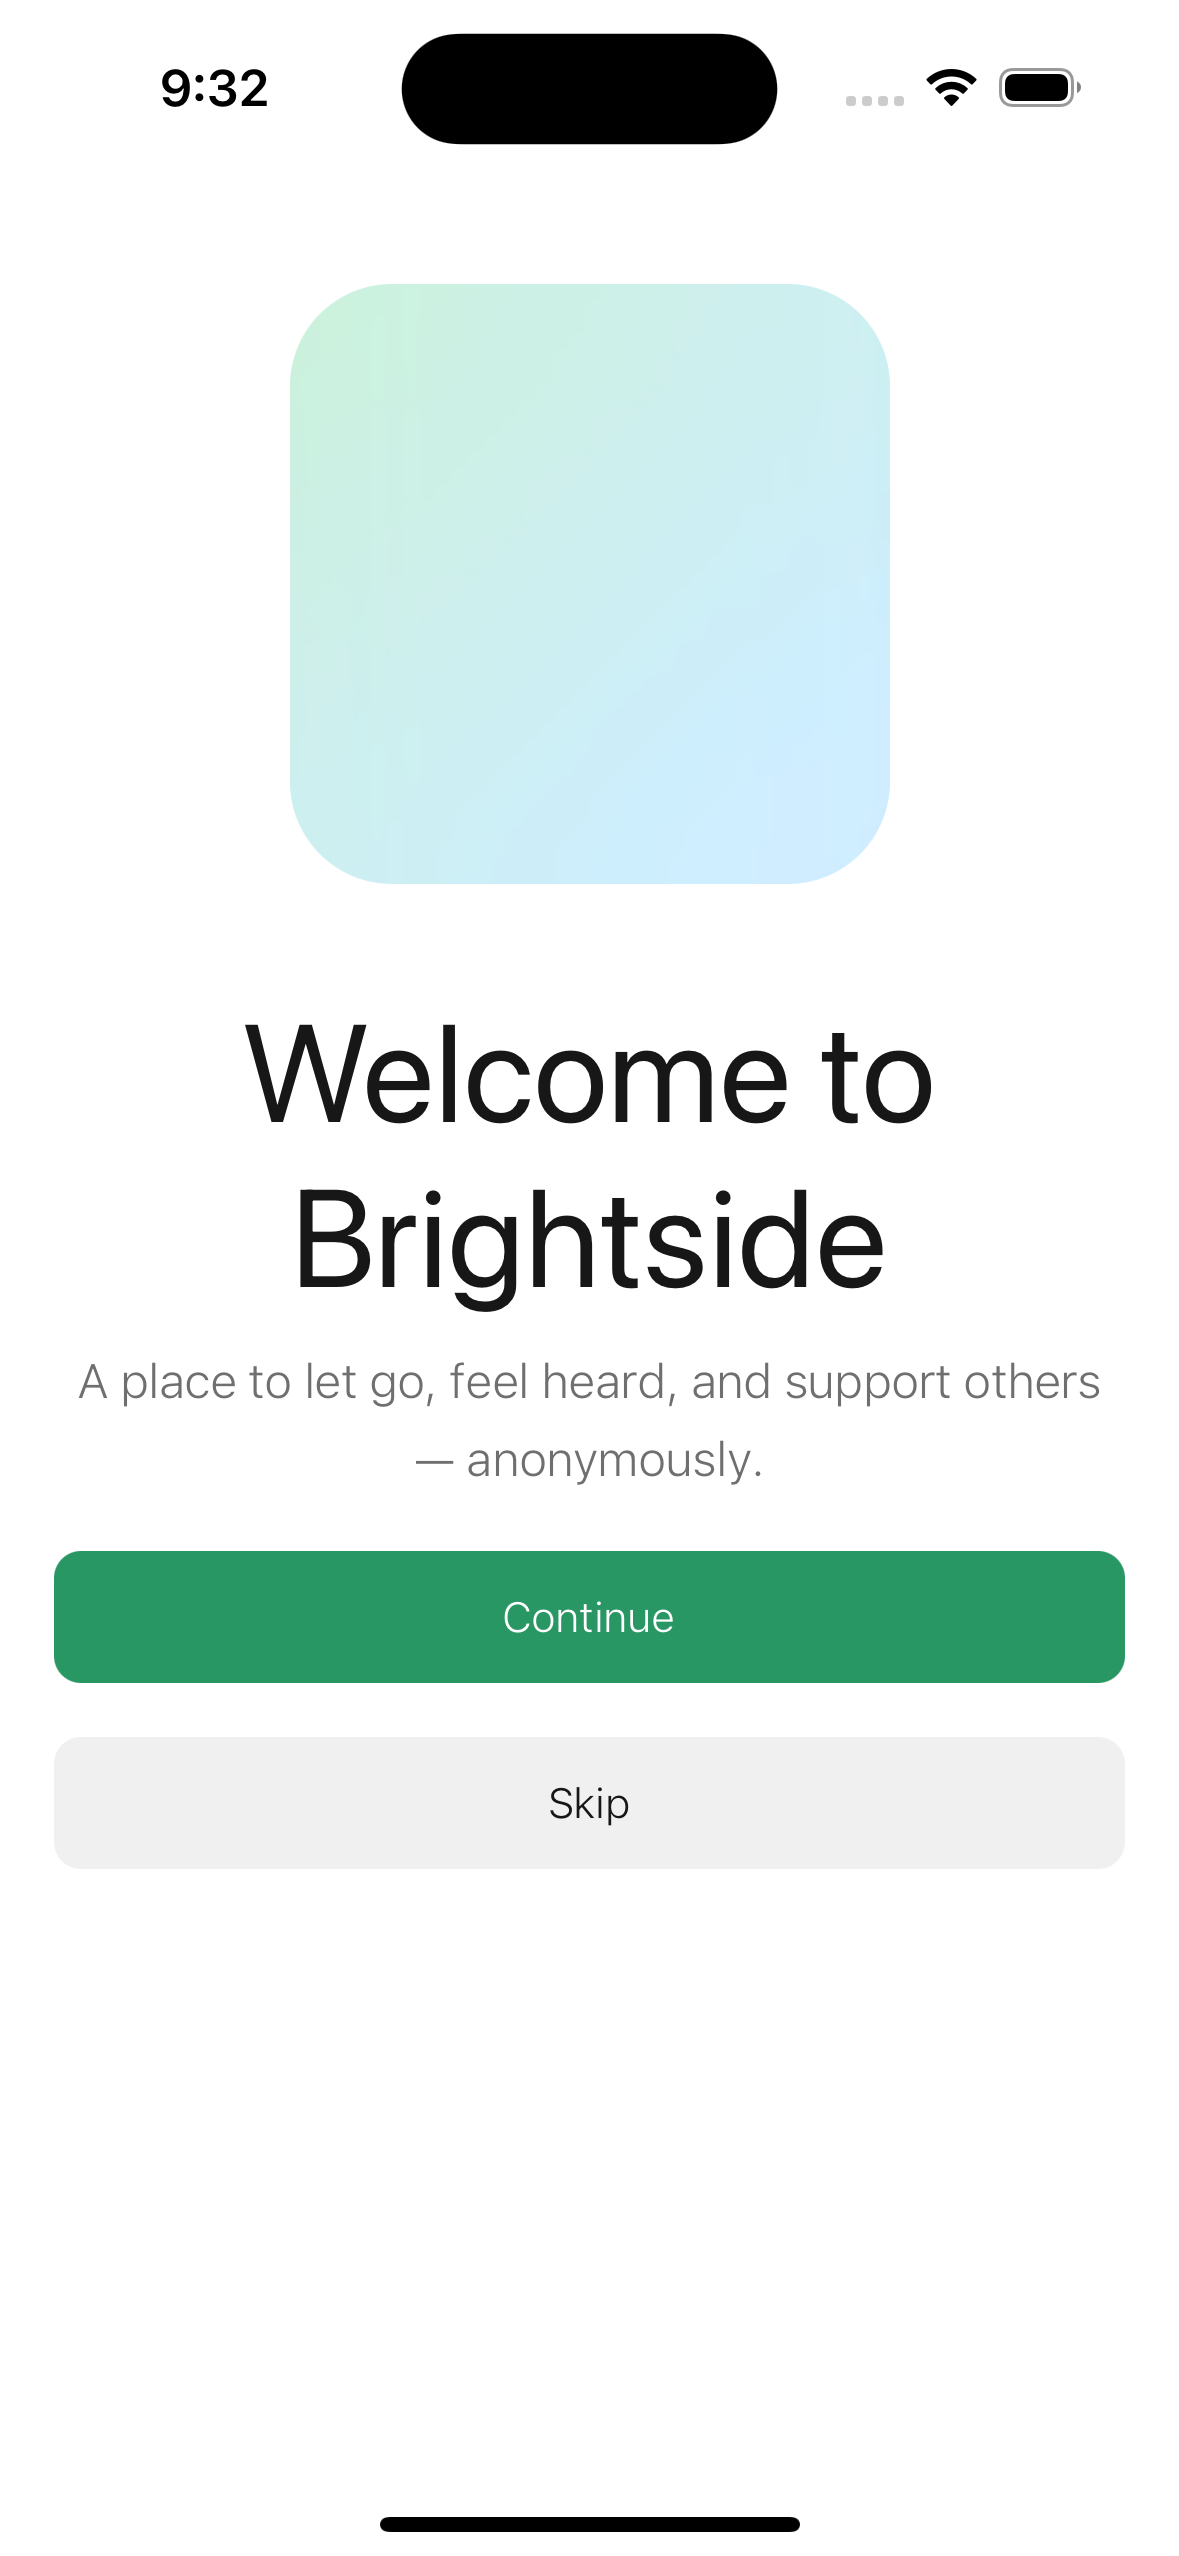 9:32
Welcome to
Brightside
A place to let go, feel heard, and support others
— anonymously.
Continue
Skip